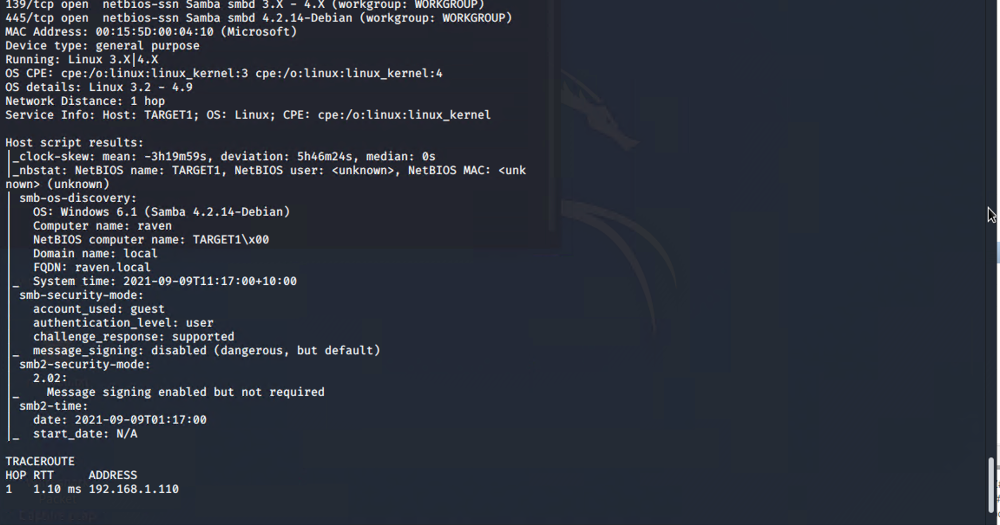 139/tcp open  netbios-ssn Samba smbd 3.X - 4.X (workgroup: WORKGROUP)
445/tcp open  netbios-ssn Samba smbd 4.2.14-Debian (workgroup: WORKGROUP)
MAC Address: 00:15:5D:00:04:10 (Microsoft)
Device type: general purpose
Running: Linux 3.X|4.X
OS CPE: cpe:/o:linux:linux_kernel:3 cpe:/o:linux:linux_kernel:4
OS details: Linux 3.2 - 4.9
Network Distance: 1 hop
Service Info: Host: TARGET1; OS: Linux; CPE: cpe:/o:linux:linux_kernel

Host script results:
|_clock-skew: mean: -3h19m59s, deviation: 5h46m24s, median: 0s
|_nbstat: NetBIOS name: TARGET1, NetBIOS user: <unknown>, NetBIOS MAC: <unk
nown> (unknown)
| smb-os-discovery:
|   OS: Windows 6.1 (Samba 4.2.14-Debian)
|   Computer name: raven
|   NetBIOS computer name: TARGET1\x00
|   Domain name: local
|   FQDN: raven.local
|_  System time: 2021-09-09T11:17:00+10:00
| smb-security-mode:
|   account_used: guest
|   authentication_level: user
|   challenge_response: supported
|_  message_signing: disabled (dangerous, but default)
| smb2-security-mode:
|   2.02:
|_    Message signing enabled but not required
| smb2-time:
|   date: 2021-09-09T01:17:00
|_  start_date: N/A

TRACEROUTE
HOP RTT     ADDRESS
1   1.10 ms 192.168.1.110
Packet